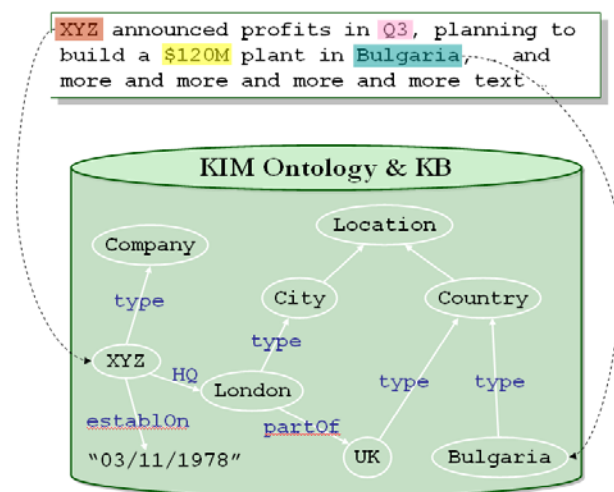 XYZ announced profits in Q3, planning to
build a $120M plant in Bulgaria, and
more and more and more and more text
KIM Ontology & KB
Location
Company
City
Country
type
type
XYZ
HQ
London
type
type
establOn
partOf
"03/11/1978"
UK
Bulgaria